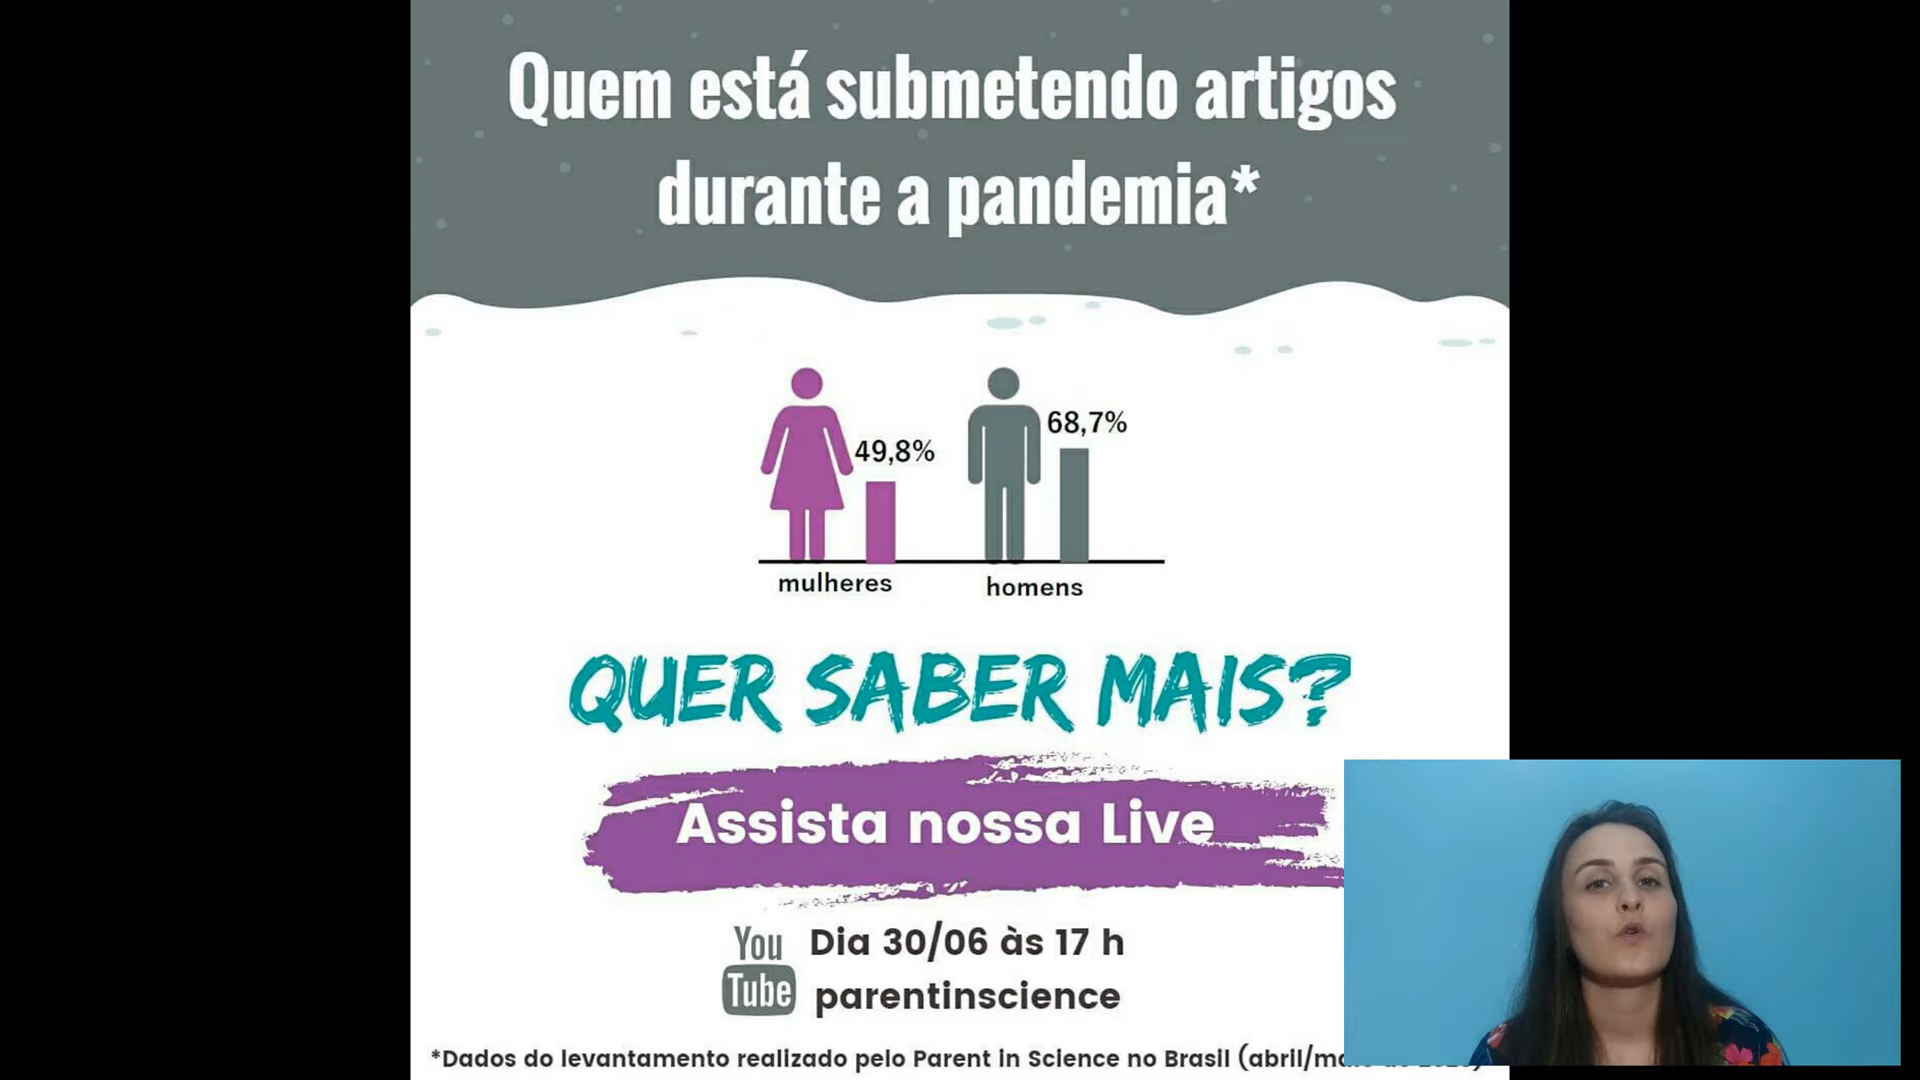 Quem está submetendo artigos
durante a pandemia*
49,8%
68,7%
mulheres
homens
QUER SABER MAIS?
Assista nossa Live
You
Tube
Dia 30/06 às 17 h
parentinscience
*Dados do levantamento realizado pelo Parent in Science no Brasil (abril/